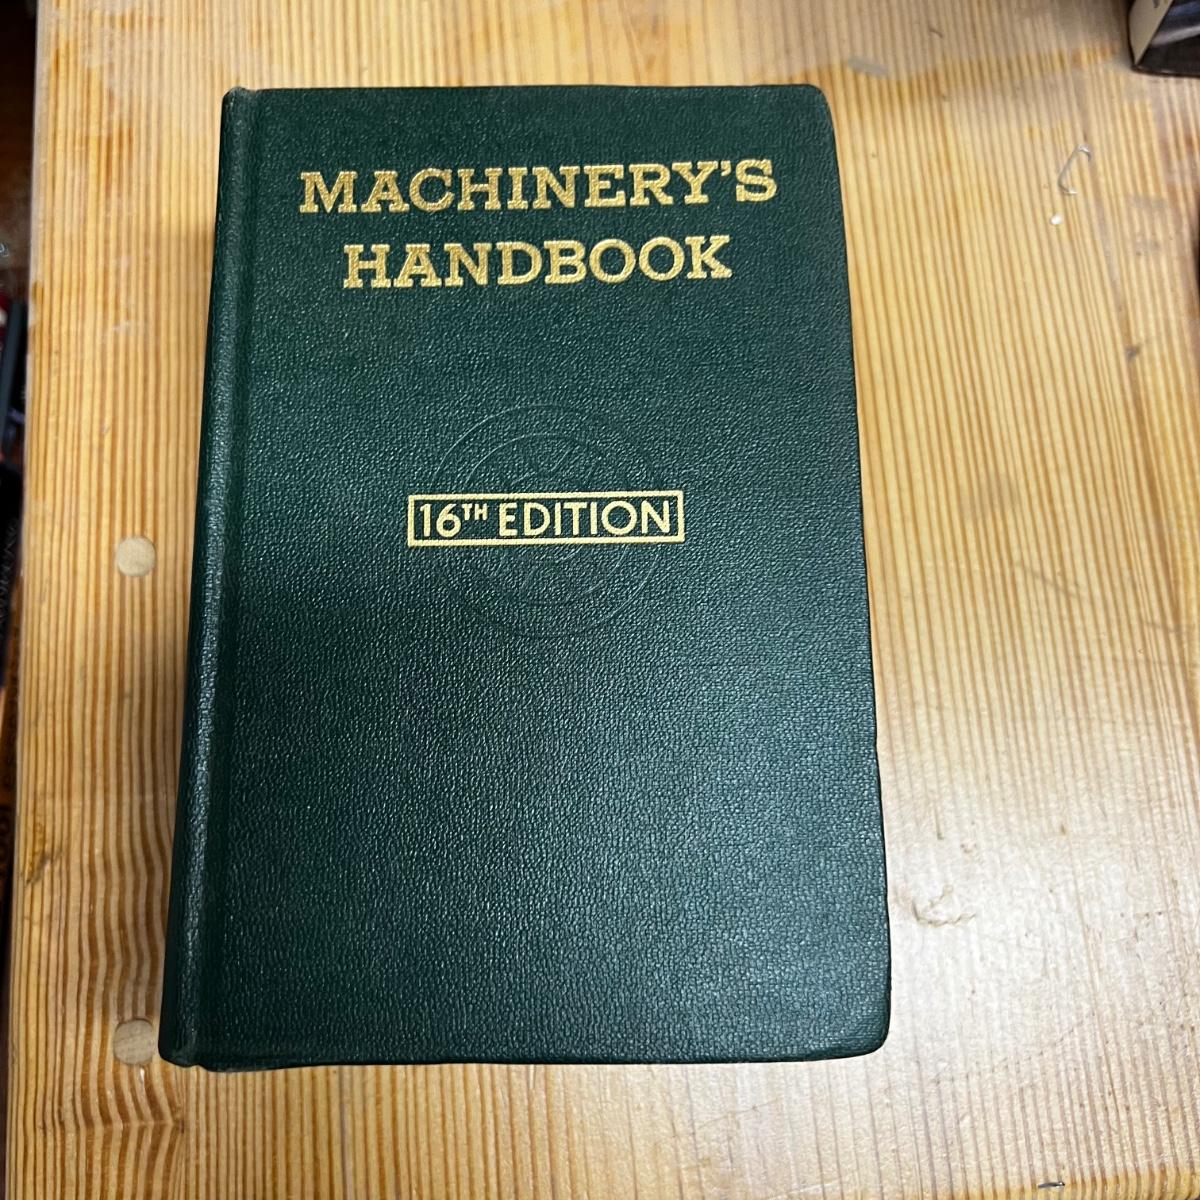 MACHINERY'S
HANDBOOK
16TH EDITION